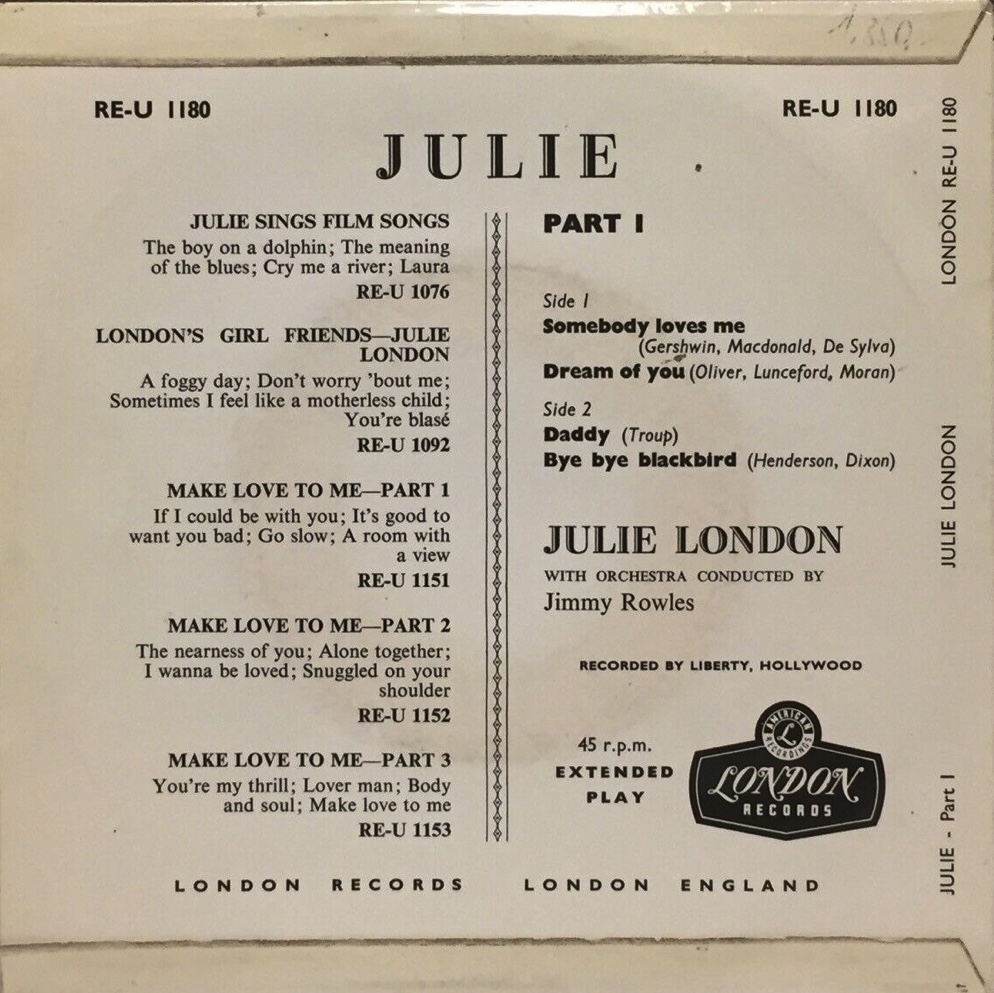 RE-U 1180
RE-U 1180
JULIE
JULIE SINGS FILM SONGS
The boy on a dolphin; The meaning
of the blues; Cry me a river; Laura
RE-U 1076
LONDON'S GIRL FRIENDS—JULIE
LONDON
A foggy day; Don't worry 'bout me;
Sometimes I feel like a motherless child;
You're blasé
RE-U 1092
MAKE LOVE TO ME—PART 1
If I could be with you; It's good to
want you bad; Go slow; A room with
a view
RE-U 1151
MAKE LOVE TO ME—PART 2
The nearness of you; Alone together;
I wanna be loved; Snuggled on your
shoulder
RE-U 1152
MAKE LOVE TO ME—PART 3
You're my thrill; Lover man; Body
and soul; Make love to me
RE-U 1153
PART 1
Side 1
Somebody loves me
(Gershwin, Macdonald, De Sylva)
Dream of you (Oliver, Lunceford, Moran)
Side 2
Daddy (Troup)
Bye bye blackbird (Henderson, Dixon)
JULIE LONDON
WITH ORCHESTRA CONDUCTED BY
Jimmy Rowles
RECORDED BY LIBERTY, HOLLYWOOD
45 r.p.m.
EXTENDED
PLAY
AMERICAN
L
RECORDINGS
LONDON
RECORDS
LONDON RECORDS LONDON ENGLAND
LONDON RE-U 1180
JULIE LONDON
JULIE - Part 1